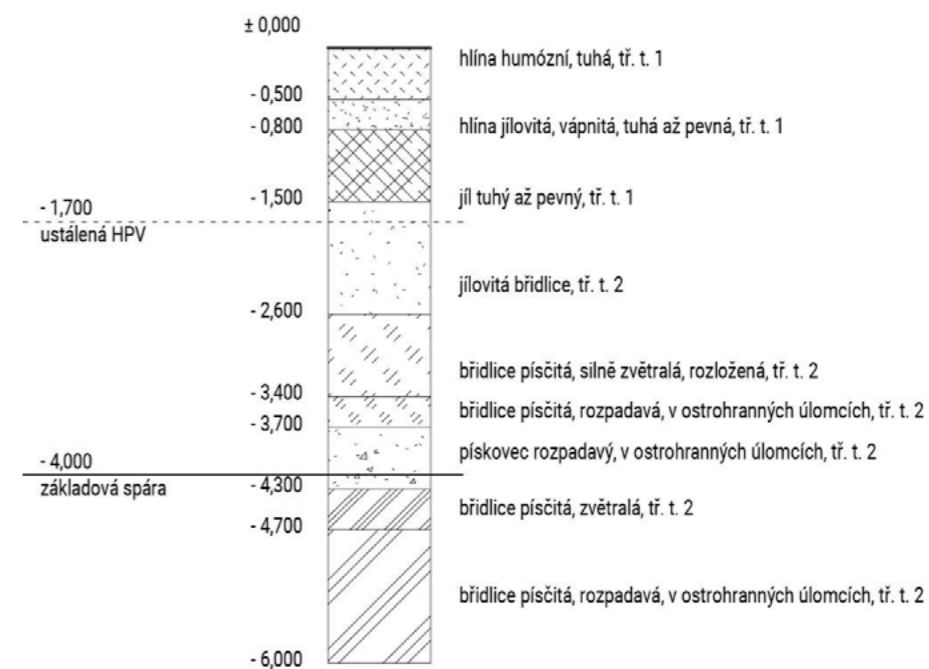 ± 0,000
hlína humózní, tuhá, tř. t. 1
- 0,500
- 0,800
hlína jílovitá, vápnitá, tuhá až pevná, tř. t. 1
- 1,500
jíl tuhý až pevný, tř. t. 1
- 1,700
ustálená HPV
jílovitá břidlice, tř. t. 2
- 2,600
břidlice písčitá, silně zvětralá, rozložená, tř. t. 2
- 3,400
břidlice písčitá, rozpadavá, v ostrohranných úlomcích, tř. t. 2
- 3,700
pískovec rozpadavý, v ostrohranných úlomcích, tř. t. 2
- 4,000
základová spára
- 4,300
břidlice písčitá, zvětralá, tř. t. 2
- 4,700
břidlice písčitá, rozpadavá, v ostrohranných úlomcích, tř. t. 2
- 6,000